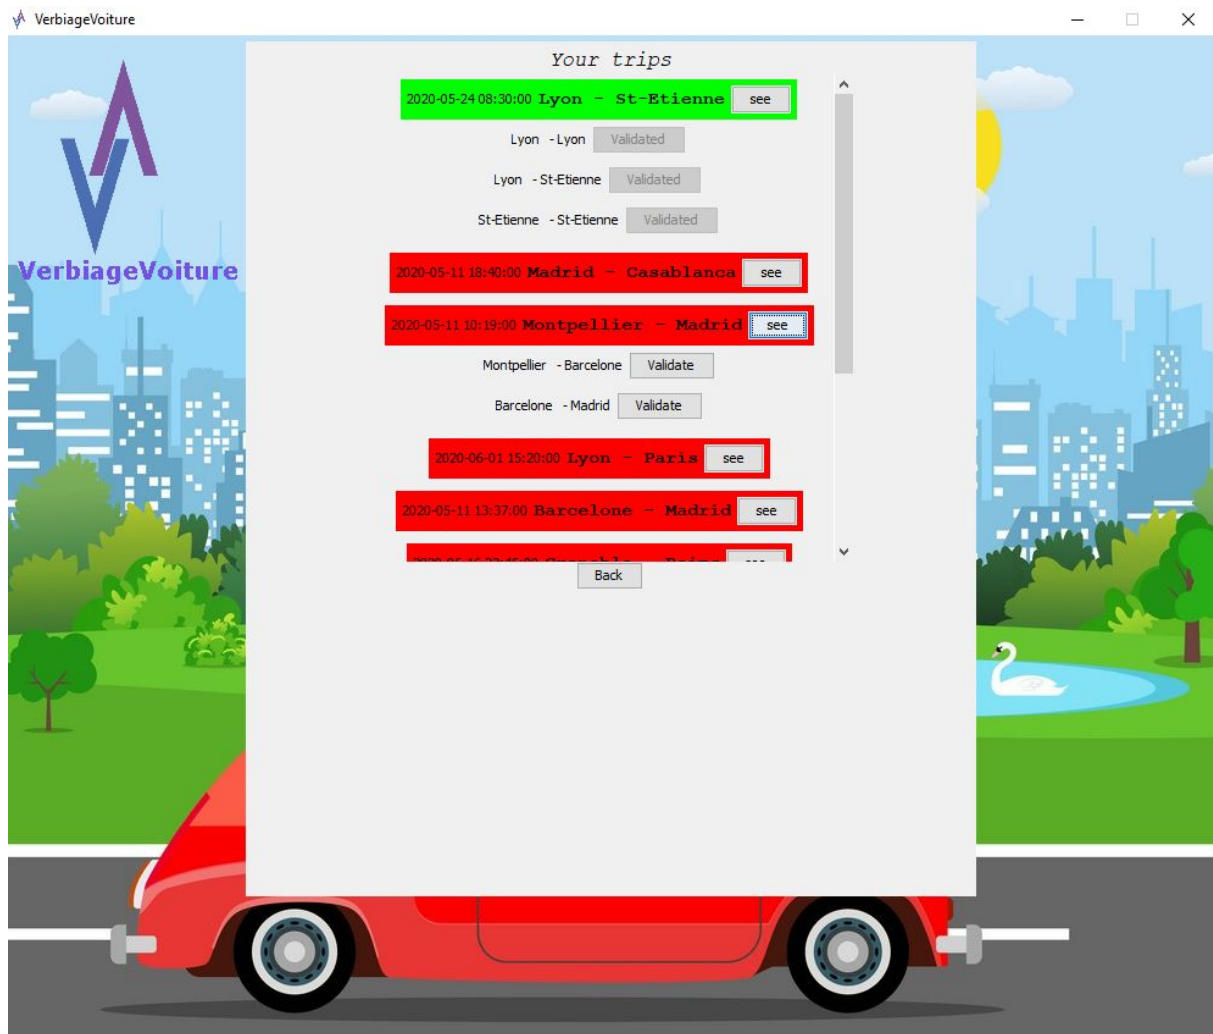 VerbiageVoiture
Your trips
2020-05-24 08:30:00 Lyon - St-Etienne see
Lyon - Lyon Validated
Lyon - St-Etienne Validated
St-Etienne - St-Etienne Validated
VerbiageVoiture
2020-05-11 18:40:00 Madrid - Casablanca see
2020-05-11 10:19:00 Montpellier - Madrid see
Montpellier - Barcelone Validate
Barcelone - Madrid Validate
2020-06-01 15:20:00 Lyon - Paris see
2020-05-11 13:37:00 Barcelone - Madrid see
Back